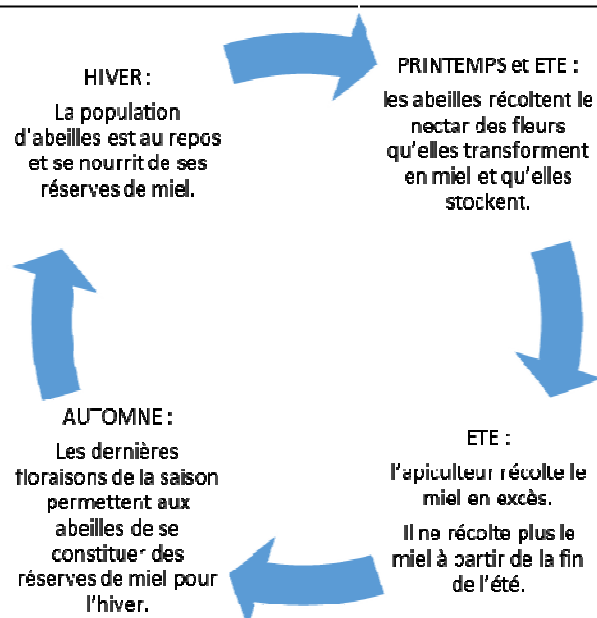 HIVER :
La population
d'abeilles est au repos
et se nourrit de ses
réserves de miel.
PRINTEMPS et ETE :
les abeilles récoltent le
nectar des fleurs
qu'elles transforment
en miel et qu'elles
stockent.
ETE :
l'apiculteur récolte le
miel en excès.
Il ne récolte plus le
miel à partir de la fin
de l'été.
AUTOMNE :
Les dernières
floraisons de la saison
permettent aux
abeilles de se
constituer des
réserves de miel pour
l'hiver.